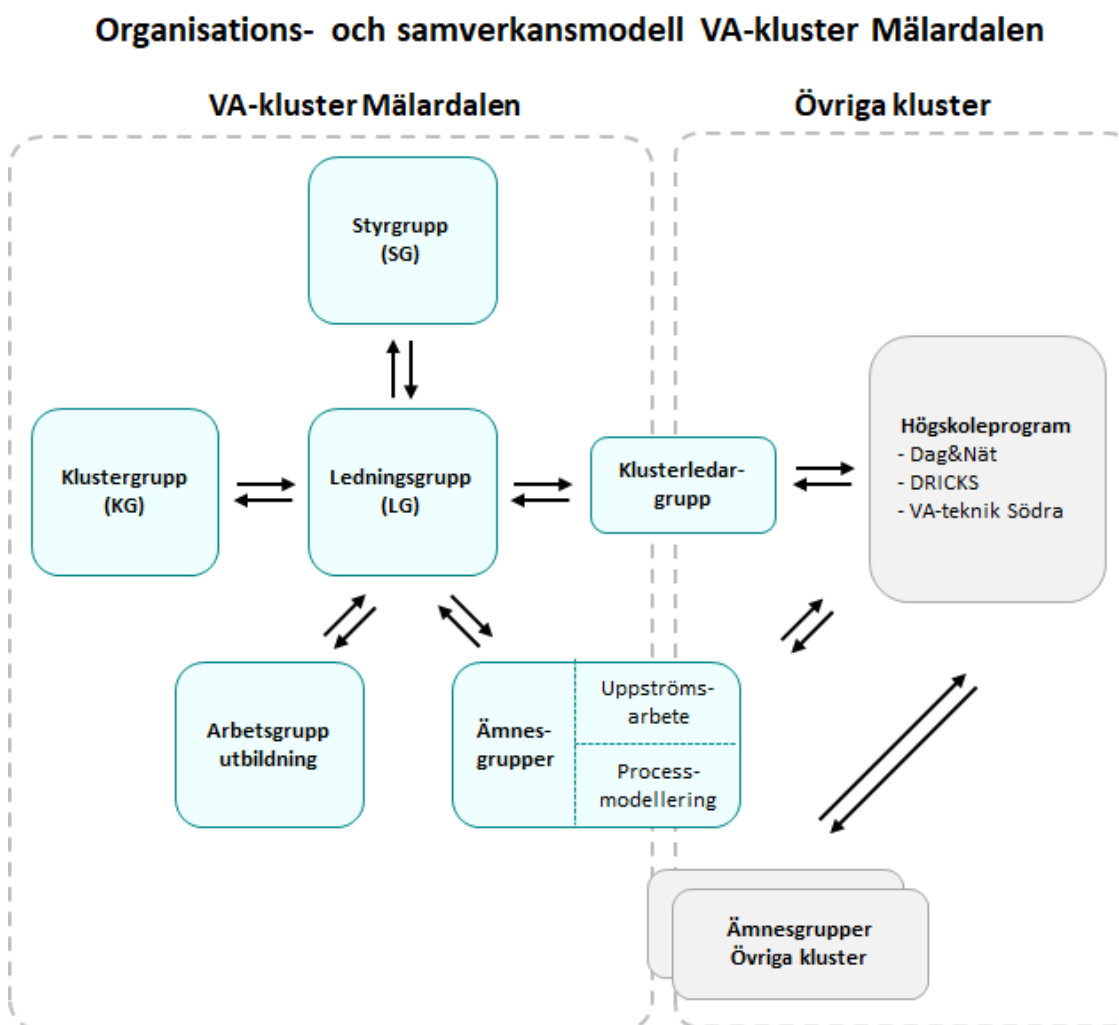 Organisations- och samverkansmodell VA-kluster Mälardalen
VA-kluster Mälardalen
Övriga kluster
Styrgrupp
(SG)
Klustergrupp
(KG)
Ledningsgrupp
(LG)
Klusterledar-
grupp
Högskoleprogram
- Dag&Nät
- DRICKS
- VA-teknik Södra
Arbetsgrupp
utbildning
Ämnes-
grupper
Uppströms-
arbete
Process-
modellering
Ämnesgrupper
Övriga kluster